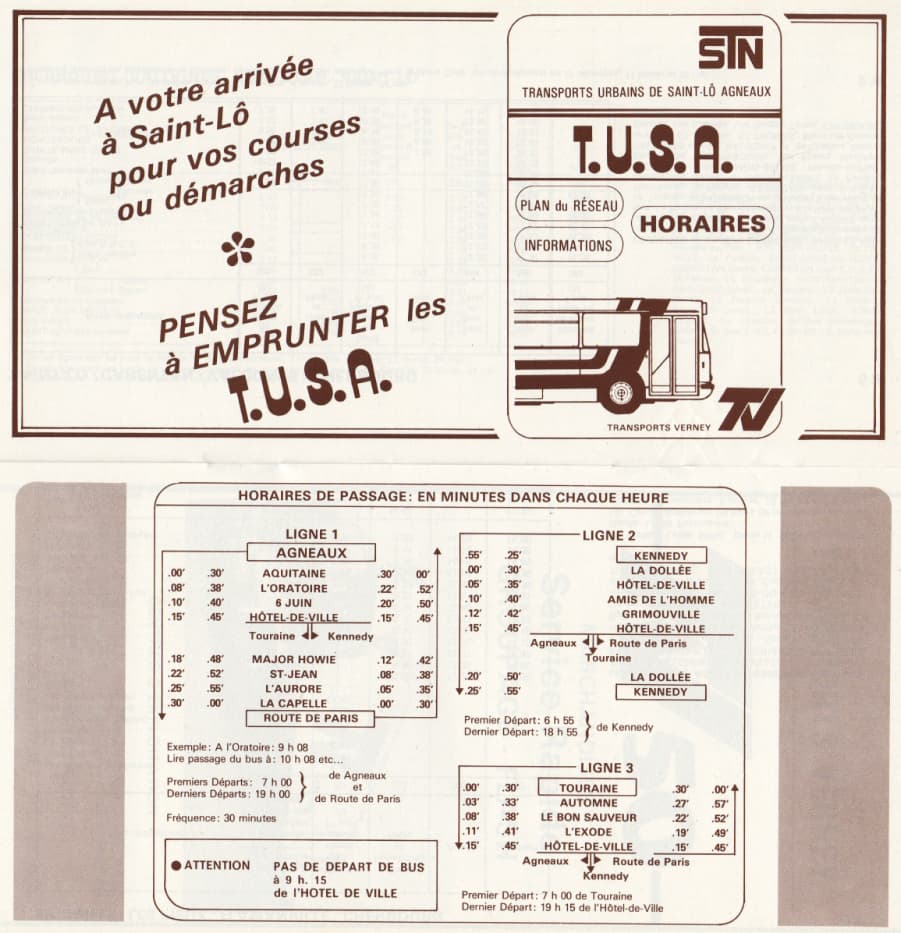 A votre arrivée
à Saint-Lô
pour vos courses
ou démarches
PENSEZ
à EMPRUNTER les
T.U.S.A.
STN
TRANSPORTS URBAINS DE SAINT-LÔ AGNEAUX
T.U.S.A.
PLAN du RÉSEAU
HORAIRES
INFORMATIONS
TRANSPORTS VERNEY TV
HORAIRES DE PASSAGE: EN MINUTES DANS CHAQUE HEURE
LIGNE 1
AGNEAUX
.00' .30' AQUITAINE .30' 00'
.08' .38' L'ORATOIRE .22' .52'
.10' .40' 6 JUIN .20' .50'
.15' .45' HÔTEL-DE-VILLE .15' .45'
Touraine Kennedy
.18' .48' MAJOR HOWIE .12' .42'
.22' .52' ST-JEAN .08' .38'
.25' .55' L'AURORE .05' .35'
.30' .00' LA CAPELLE .00' .30'
ROUTE DE PARIS
Exemple: A l'Oratoire: 9 h 08
Lire passage du bus à: 10 h 08 etc...
Premiers Départs: 7 h 00
Derniers Départs: 19 h 00
de Agneaux
et
de Route de Paris
Fréquence: 30 minutes
ATTENTION PAS DE DEPART DE BUS
à 9 h. 15
de l'HOTEL DE VILLE
LIGNE 2
.55' .25' KENNEDY
.00' .30' LA DOLLÉE
.05' .35' HÔTEL-DE-VILLE
.10' .40' AMIS DE L'HOMME
.12' .42' GRIMOUVILLE
.15' .45' HÔTEL-DE-VILLE
Agneaux Route de Paris
Touraine
.20' .50' LA DOLLÉE
.25' .55' KENNEDY
Premier Départ: 6 h 55
Dernier Départ: 18 h 55
de Kennedy
LIGNE 3
.00' .30' TOURAINE .30' .00'
.03' .33' AUTOMNE .27' .57'
.08' .38' LE BON SAUVEUR .22' .52'
.11' .41' L'EXODE .19' .49'
.15' .45' HÔTEL-DE-VILLE .15' .45'
Agneaux Route de Paris
Kennedy
Premier Départ: 7 h 00 de Touraine
Dernier Départ: 19 h 15 de l'Hôtel-de-Ville